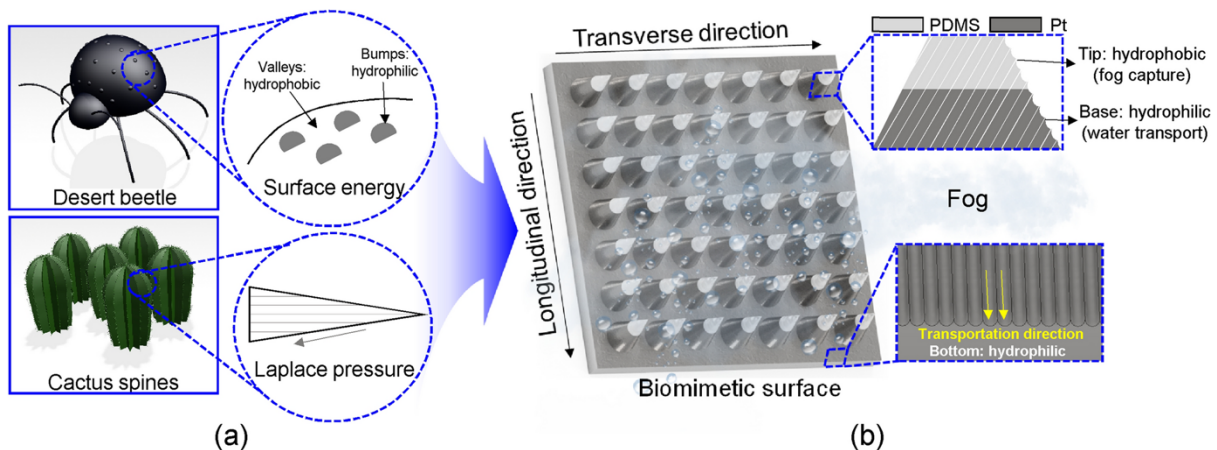 Valleys:
hydrophobic
Bumps:
hydrophilic
Surface energy
Desert beetle
Laplace pressure
Cactus spines
(a)
Transverse direction
Longitudinal direction
Biomimetic surface
PDMS
Pt
Tip: hydrophobic
(fog capture)
Base: hydrophilic
(water transport)
Fog
Transportation direction
Bottom: hydrophilic
(b)